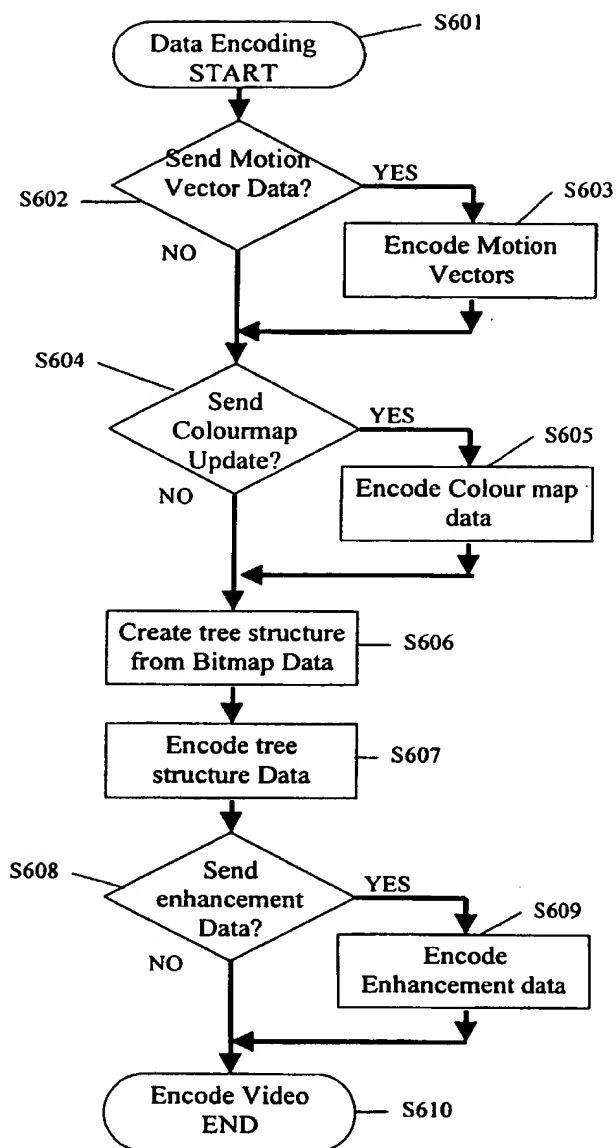 S601
Data Encoding
START
Send Motion
Vector Data?
YES
S602
S603
NO
Encode Motion
Vectors
S604
Send
Colourmap
Update?
YES
S605
NO
Encode Colour map
data
Create tree structure
from Bitmap Data
S606
Encode tree
structure Data
S607
S608
Send
enhancement
Data?
YES
S609
NO
Encode
Enhancement data
Encode Video
END
S610